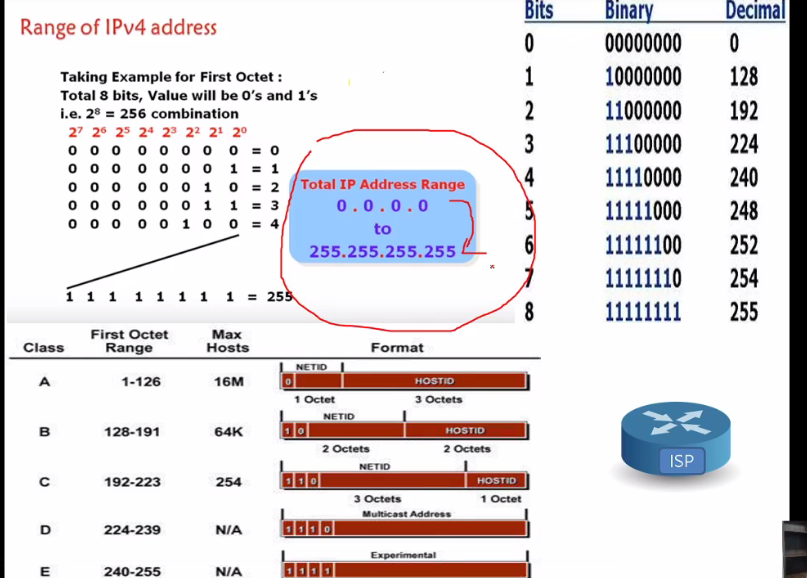 Range of IPv4 address
Taking Example for First Octet :
Total 8 bits, Value will be 0's and 1's
i.e. 2⁸ = 256 combination
2⁷ 2⁶ 2⁵ 2⁴ 2³ 2² 2¹ 2⁰
0 0 0 0 0 0 0 0 = 0
0 0 0 0 0 0 0 1 = 1
0 0 0 0 0 0 1 0 = 2
0 0 0 0 0 0 1 1 = 3
0 0 0 0 0 1 0 0 = 4
1 1 1 1 1 1 1 1 = 255
Total IP Address Range
0 . 0 . 0 . 0
to
255.255.255.255
Bits Binary Decimal
0 00000000 0
1 10000000 128
2 11000000 192
3 11100000 224
4 11110000 240
5 11111000 248
6 11111100 252
7 11111110 254
8 11111111 255
Class First Octet Range Max Hosts Format
A 1-126 16M NETID 0 HOSTID
1 Octet 3 Octets
B 128-191 64K NETID 1 0 HOSTID
2 Octets 2 Octets
C 192-223 254 NETID 1 1 0 HOSTID
3 Octets 1 Octet
Multicast Address
D 224-239 N/A 1 1 1 0
Experimental
E 240-255 N/A 1 1 1 1
ISP